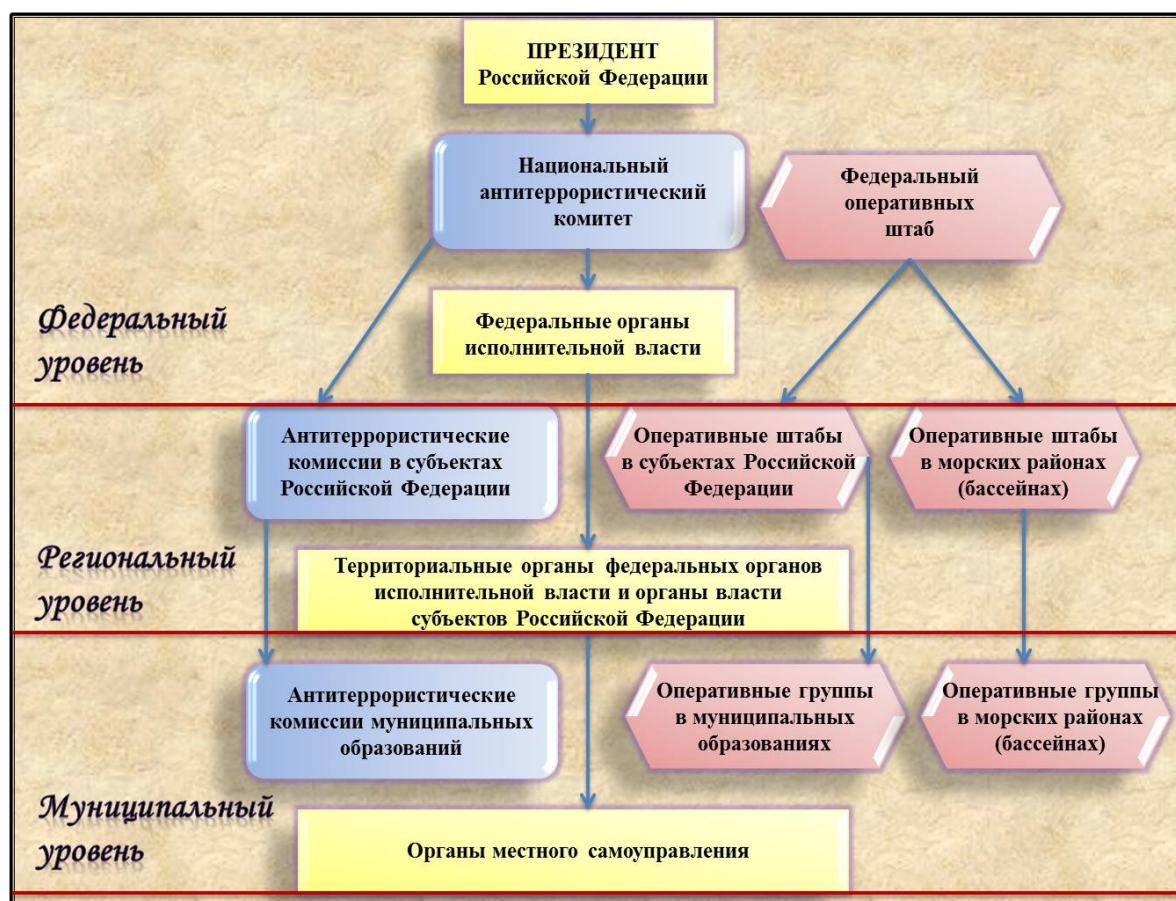 ПРЕЗИДЕНТ
Российской Федерации
Национальный
антитеррористический
комитет
Федеральный
оперативных
штаб
Федеральный
уровень
Федеральные органы
исполнительной власти
Антитеррористические
комиссии в субъектах
Российской Федерации
Оперативные штабы
в субъектах Российской
Федерации
Оперативные штабы
в морских районах
(бассейнах)
Региональный
уровень
Территориальные органы федеральных органов
исполнительной власти и органы власти
субъектов Российской Федерации
Антитеррористические
комиссии муниципальных
образований
Оперативные группы
в муниципальных
образованиях
Оперативные группы
в морских районах
(бассейнах)
Муниципальный
уровень
Органы местного самоуправления